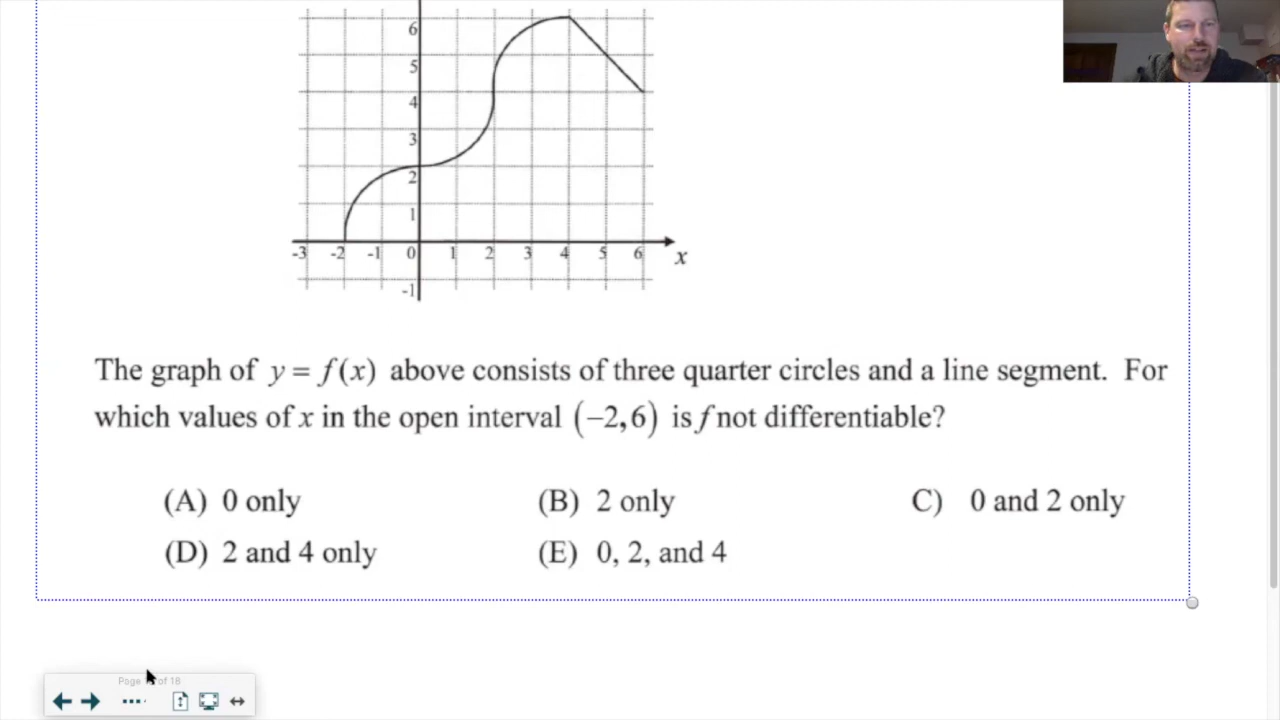 6
5
4
3
2
1
-3 -2 -1 0 1 2 3 4 5 6 x
-1
The graph of y = f(x) above consists of three quarter circles and a line segment. For
which values of x in the open interval (−2,6) is f not differentiable?
(A) 0 only (B) 2 only C) 0 and 2 only
(D) 2 and 4 only (E) 0, 2, and 4
Page of 18